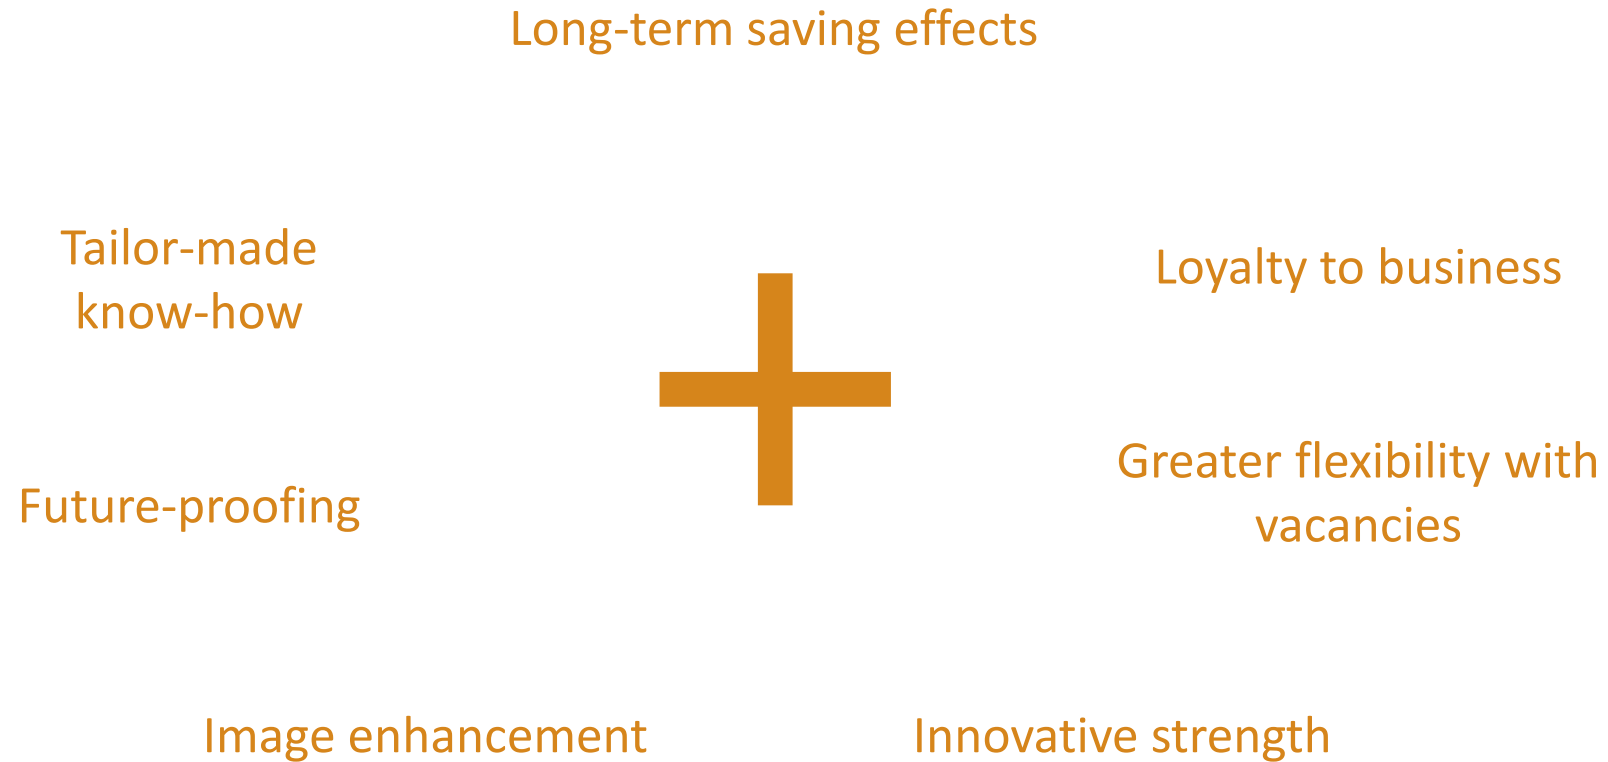 Long-term saving effects
Tailor-made
know-how
Loyalty to business
Future-proofing
Greater flexibility with
vacancies
Image enhancement
Innovative strength